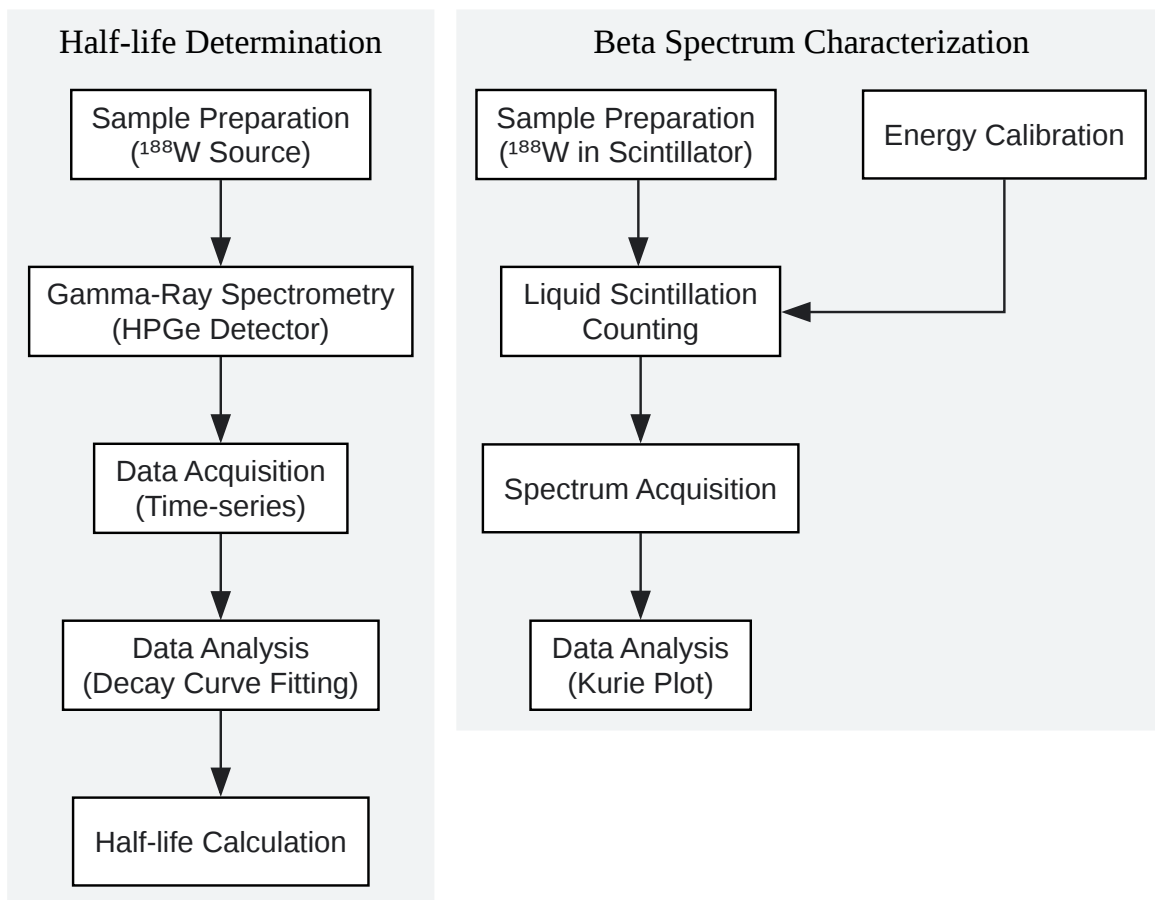 Half-life Determination
Sample Preparation
(¹⁸⁸W Source)
Gamma-Ray Spectrometry
(HPGe Detector)
Data Acquisition
(Time-series)
Data Analysis
(Decay Curve Fitting)
Half-life Calculation
Beta Spectrum Characterization
Sample Preparation
(¹⁸⁸W in Scintillator)
Energy Calibration
Liquid Scintillation
Counting
Spectrum Acquisition
Data Analysis
(Kurie Plot)